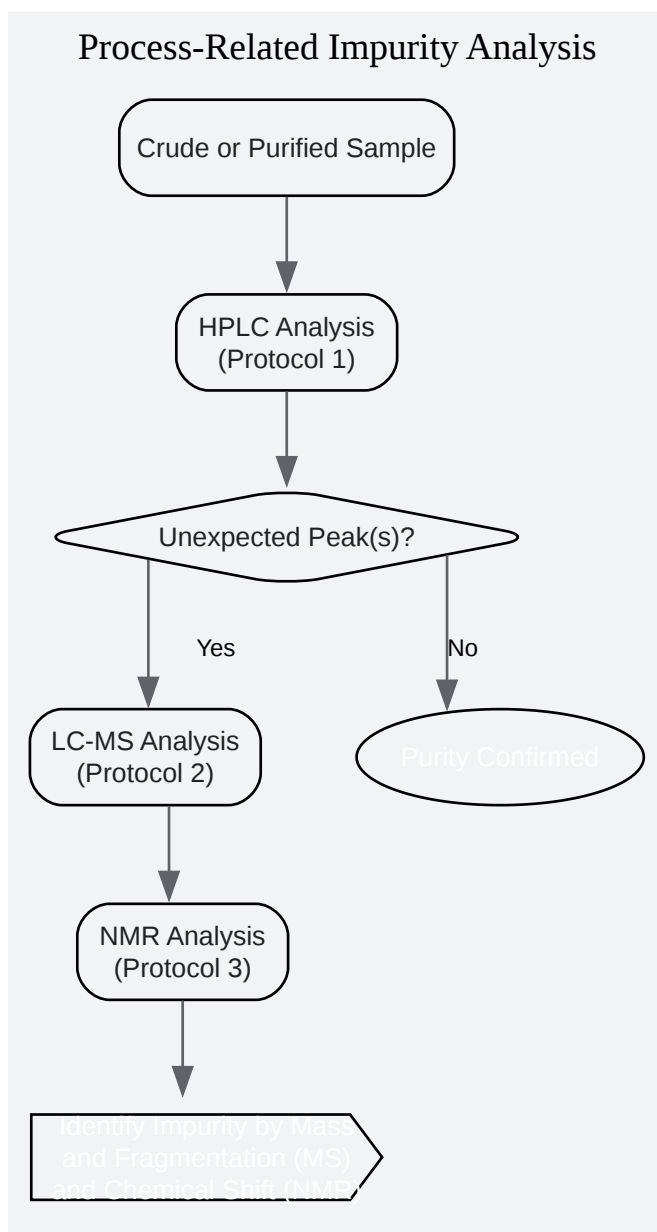 Process-Related Impurity Analysis
Crude or Purified Sample
HPLC Analysis
(Protocol 1)
Unexpected Peak(s)?
Yes
No
LC-MS Analysis
(Protocol 2)
Purity Confirmed
NMR Analysis
(Protocol 3)
Identify Impurity by Mass
and Fragmentation (MS)
and Chemical Shift (NMR)